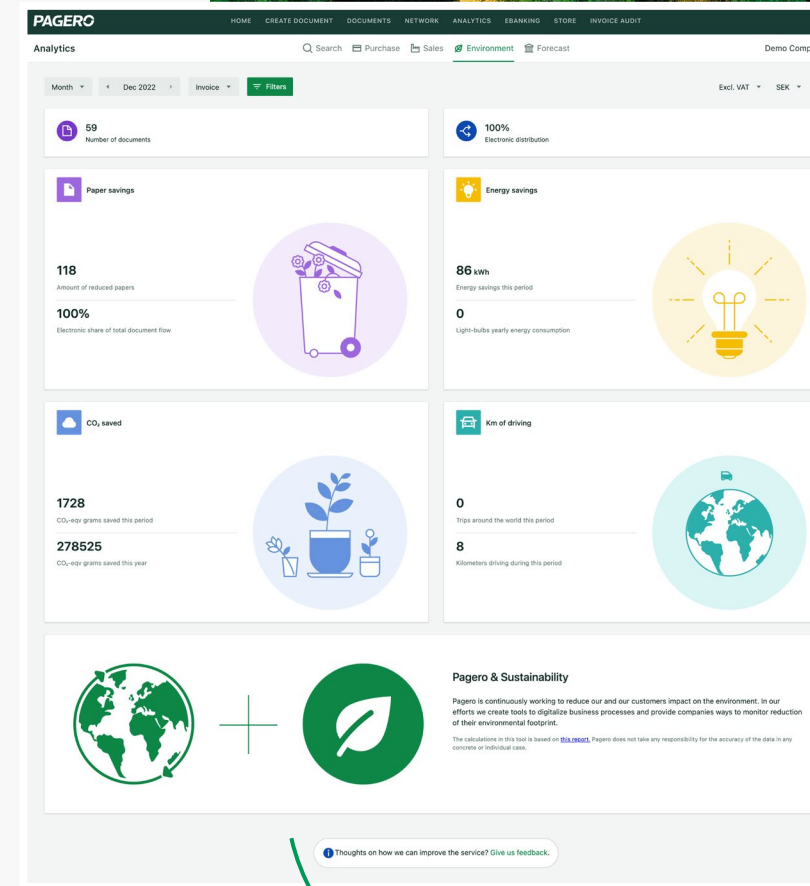 PAGERO
HOME CREATE DOCUMENT DOCUMENTS NETWORK ANALYTICS EBANKING STORE INVOICE AUDIT
Analytics
Search Purchase Sales Environment Forecast
Demo Comp
Month Dec 2022 Invoice Filters
Excl. VAT SEK
59
Number of documents
100%
Electronic distribution
Paper savings
118
Amount of reduced papers
100%
Electronic share of total document flow
Energy savings
86 kWh
Energy savings this period
0
Light-bulbs yearly energy consumption
CO₂ saved
1728
CO₂-eqv grams saved this period
278525
CO₂-eqv grams saved this year
Km of driving
0
Trips around the world this period
8
Kilometers driving during this period
Pagero & Sustainability
Pagero is continuously working to reduce our and our customers impact on the environment. In our
efforts we create tools to digitalize business processes and provide companies ways to monitor reduction
of their environmental footprint.
The calculations in this tool is based on this report. Pagero does not take any responsibility for the accuracy of the data in any
concrete or individual case.
Thoughts on how we can improve the service? Give us feedback.